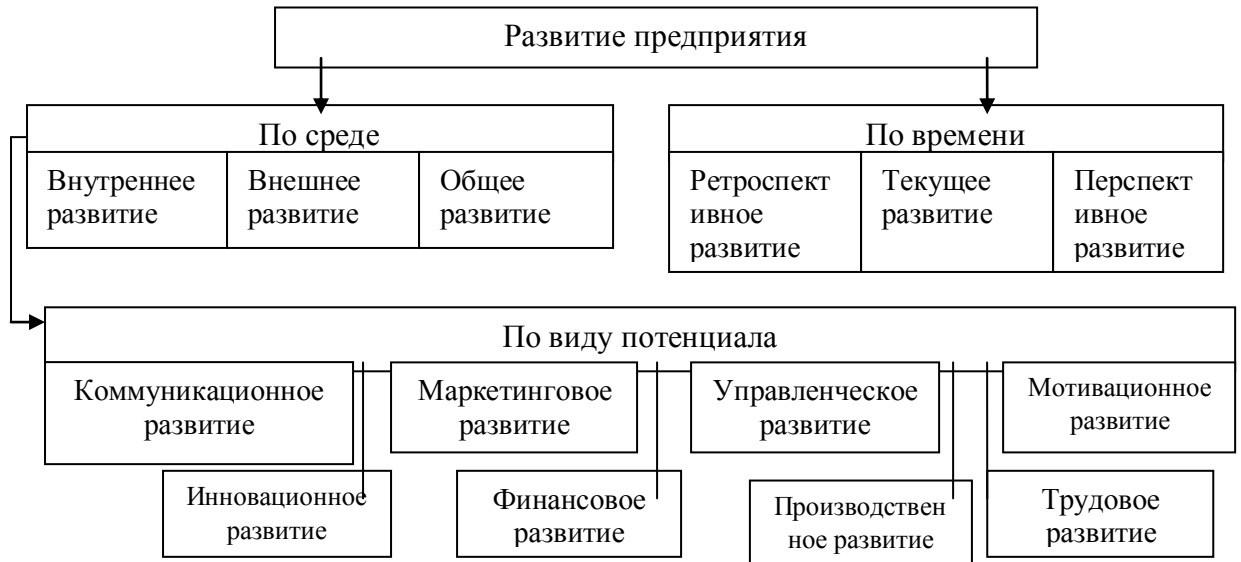 Развитие предприятия
По среде
Внутреннее
развитие
Внешнее
развитие
Общее
развитие
По времени
Ретроспект
ивное
развитие
Текущее
развитие
Перспект
ивное
развитие
По виду потенциала
Коммуникационное
развитие
Маркетинговое
развитие
Управленческое
развитие
Мотивационное
развитие
Инновационное
развитие
Финансовое
развитие
Производствен
ное развитие
Трудовое
развитие